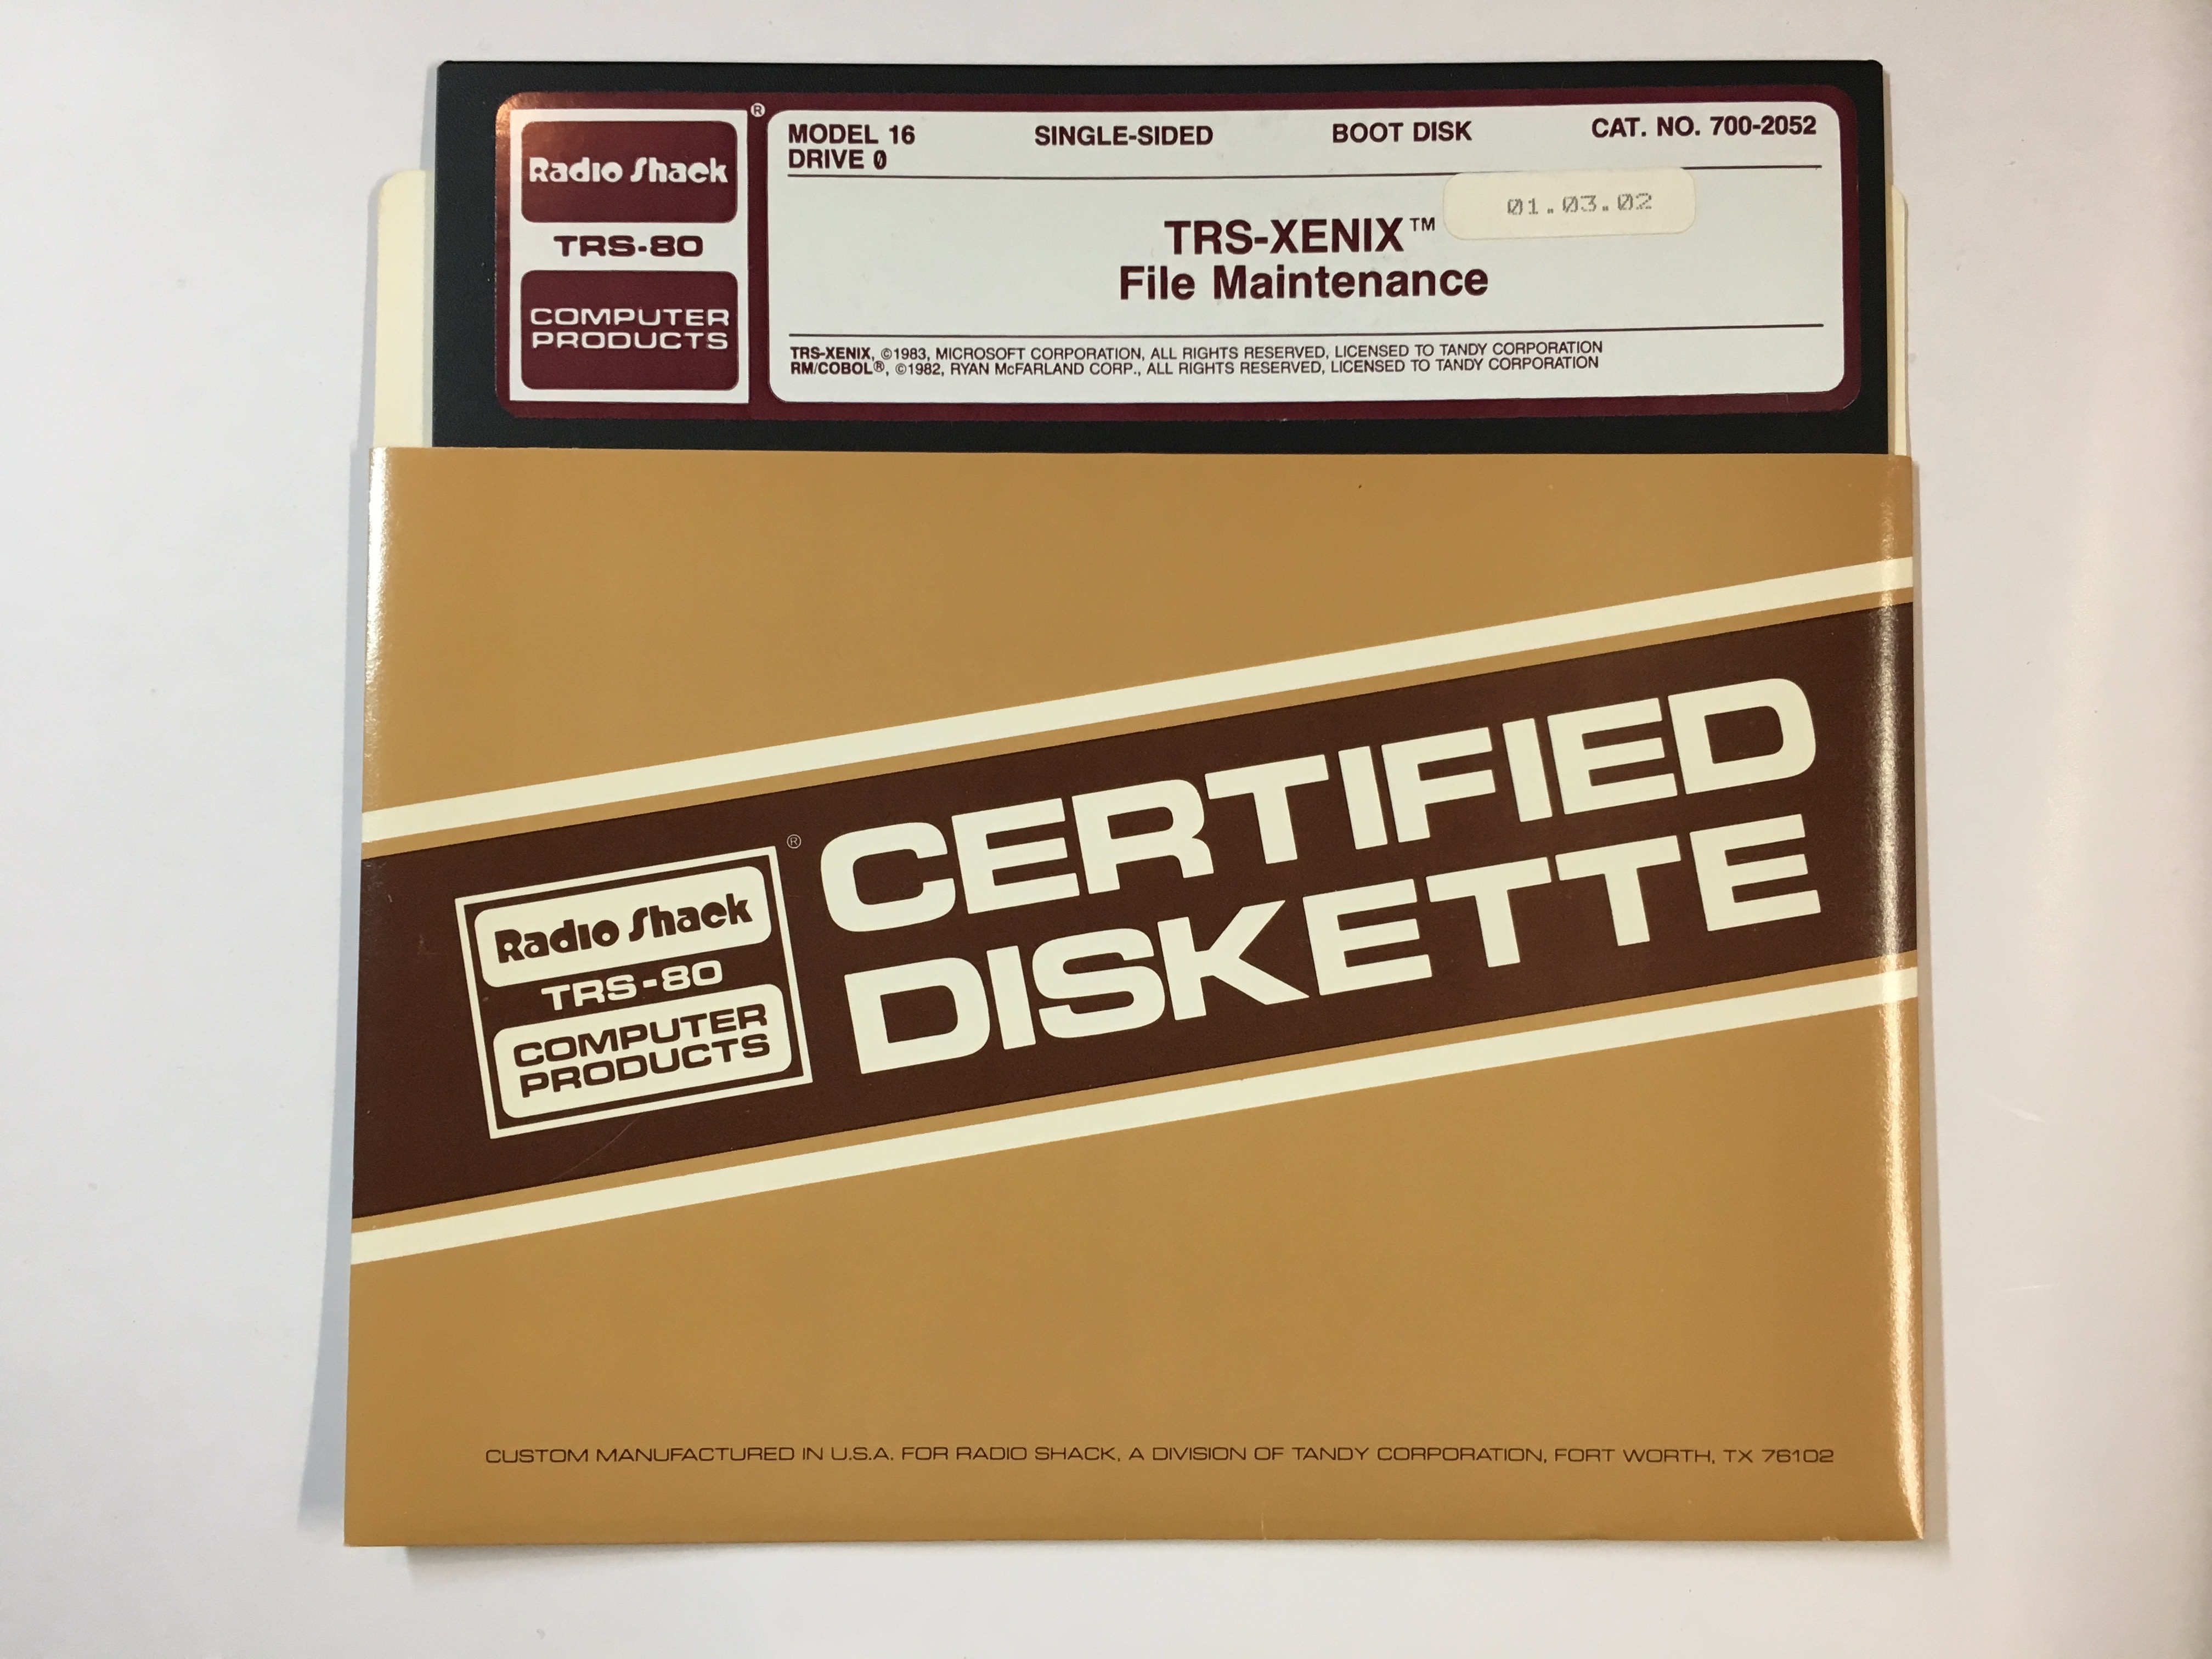 Radio Shack®
TRS-80
COMPUTER
PRODUCTS
MODEL 16 SINGLE-SIDED BOOT DISK CAT. NO. 700-2052
DRIVE 0
01.03.02
TRS-XENIX™
File Maintenance
TRS-XENIX, ©1983, MICROSOFT CORPORATION, ALL RIGHTS RESERVED, LICENSED TO TANDY CORPORATION
RM/COBOL®, ©1982, RYAN McFARLAND CORP., ALL RIGHTS RESERVED, LICENSED TO TANDY CORPORATION
Radio Shack®
TRS-80
COMPUTER
PRODUCTS
CERTIFIED
DISKETTE
CUSTOM MANUFACTURED IN U.S.A. FOR RADIO SHACK, A DIVISION OF TANDY CORPORATION, FORT WORTH, TX 76102